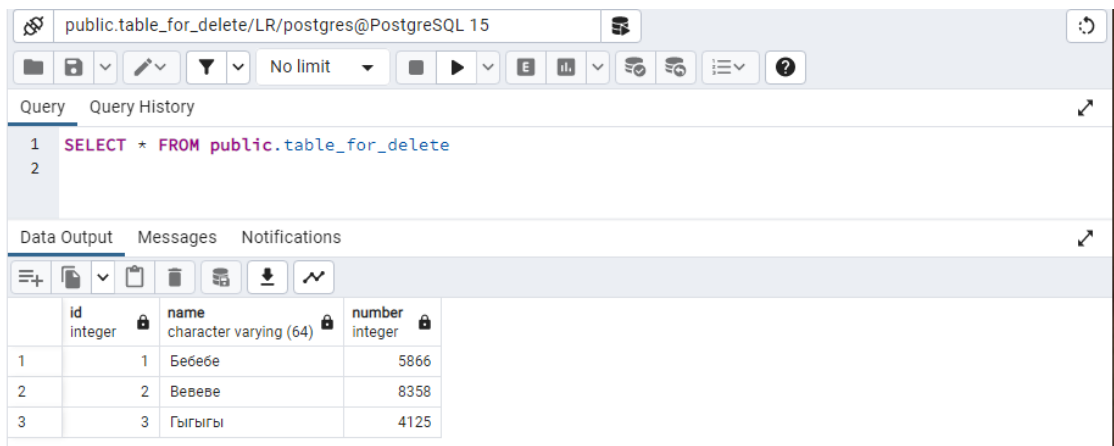 public.table_for_delete/LR/postgres@PostgreSQL 15
No limit
E
Query Query History
1 SELECT * FROM public.table_for_delete
2
Data Output Messages Notifications
id name number
integer character varying (64) integer
1 1 Бебебе 5866
2 2 Вевеве 8358
3 3 Гыгыгы 4125